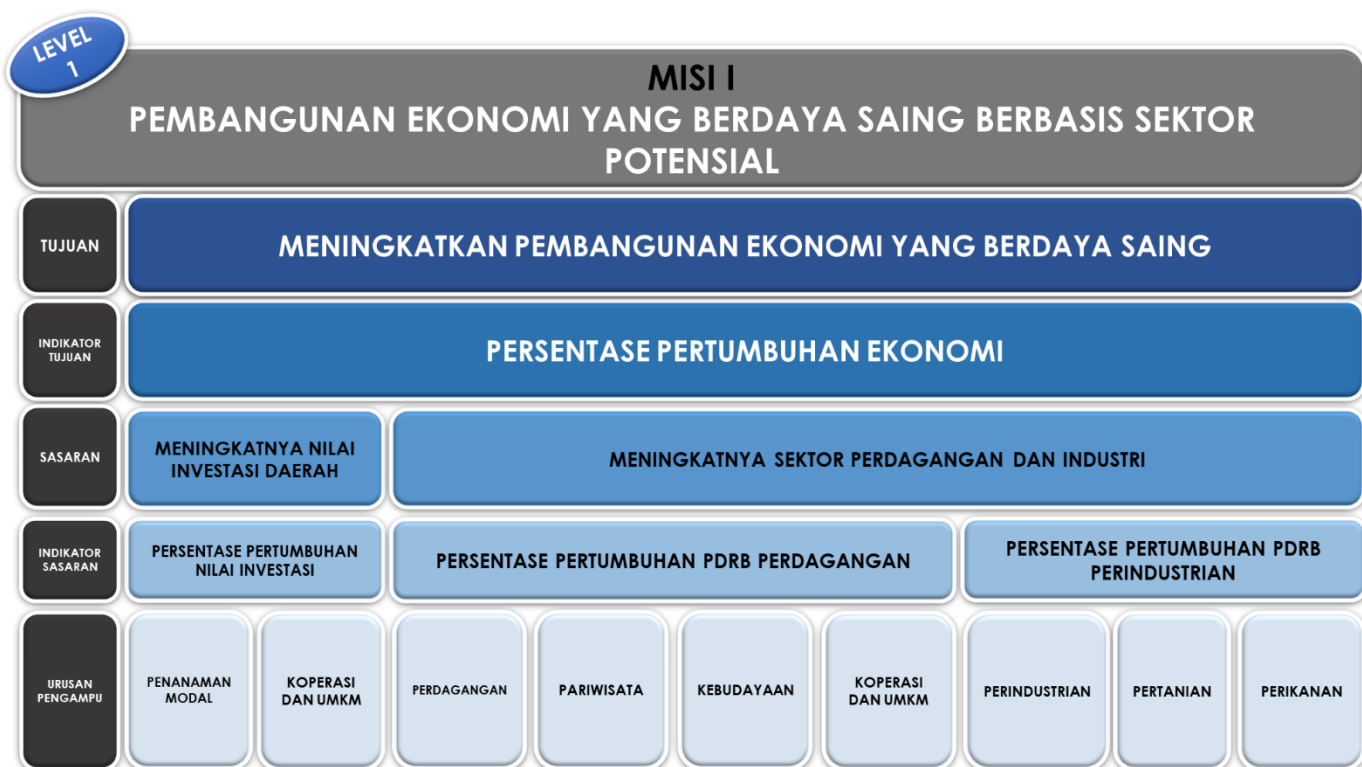 LEVEL
1
MISI I
PEMBANGUNAN EKONOMI YANG BERDAYA SAING BERBASIS SEKTOR
POTENSIAL
TUJUAN
MENINGKATKAN PEMBANGUNAN EKONOMI YANG BERDAYA SAING
INDIKATOR
TUJUAN
PERSENTASE PERTUMBUHAN EKONOMI
SASARAN
MENINGKATNYA NILAI
INVESTASI DAERAH
MENINGKATNYA SEKTOR PERDAGANGAN DAN INDUSTRI
INDIKATOR
SASARAN
PERSENTASE PERTUMBUHAN
NILAI INVESTASI
PERSENTASE PERTUMBUHAN PDRB PERDAGANGAN
PERSENTASE PERTUMBUHAN PDRB
PERINDUSTRIAN
URUSAN
PENGAMPU
PENANAMAN
MODAL
KOPERASI
DAN UMKM
PERDAGANGAN
PARIWISATA
KEBUDAYAAN
KOPERASI
DAN UMKM
PERINDUSTRIAN
PERTANIAN
PERIKANAN